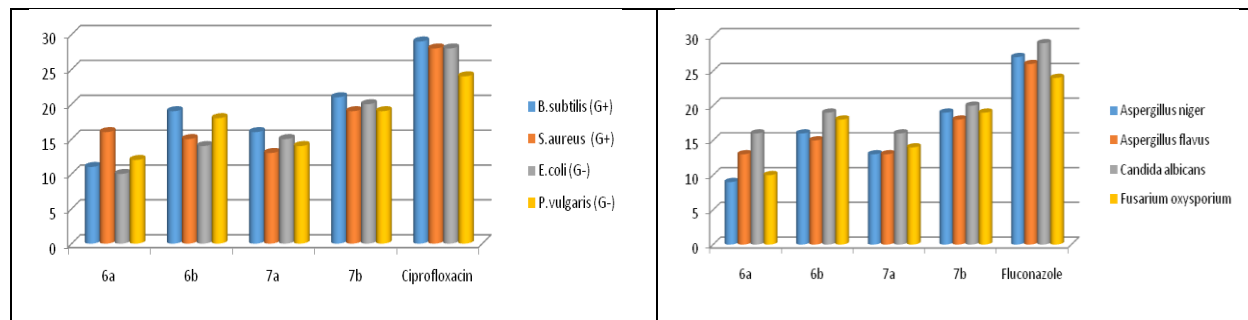 30
25
20
15
10
5
0
6a 6b 7a 7b Ciprofloxacin
B.subtilis (G+)
S.aureus (G+)
E.coli (G-)
P.vulgaris (G-)
30
25
20
15
10
5
0
6a 6b 7a 7b Fluconazole
Aspergillus niger
Aspergillus flavus
Candida albicans
Fusarium oxysporium